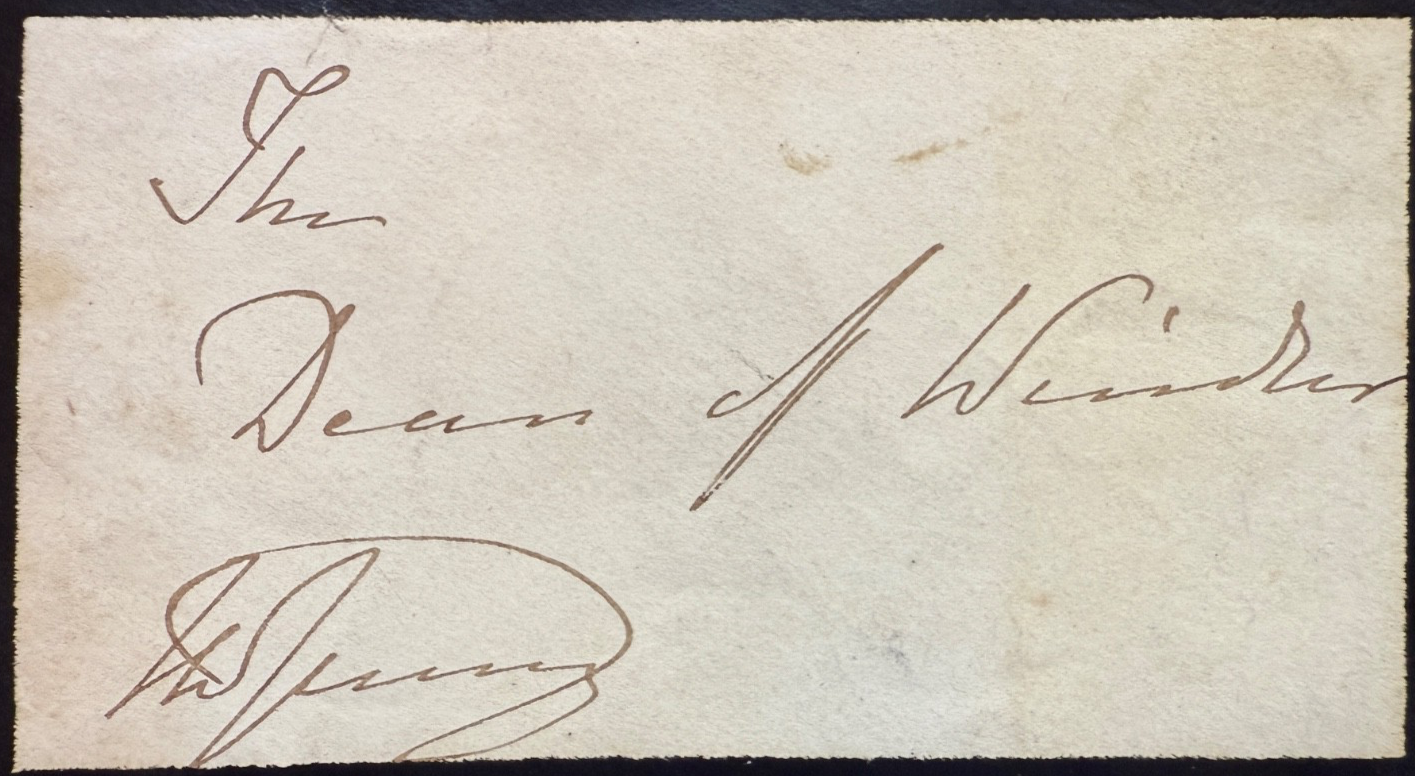 The
Dean of Windsor